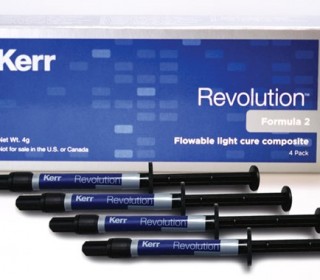 Kerr
Revolution™
Formula 2
Flowable light cure composite
4 Pack
Net Wt. 4g
Not for sale in the U.S. or Canada
Kerr Revolution
Kerr Revolution
Kerr Revolution
Kerr Revolution